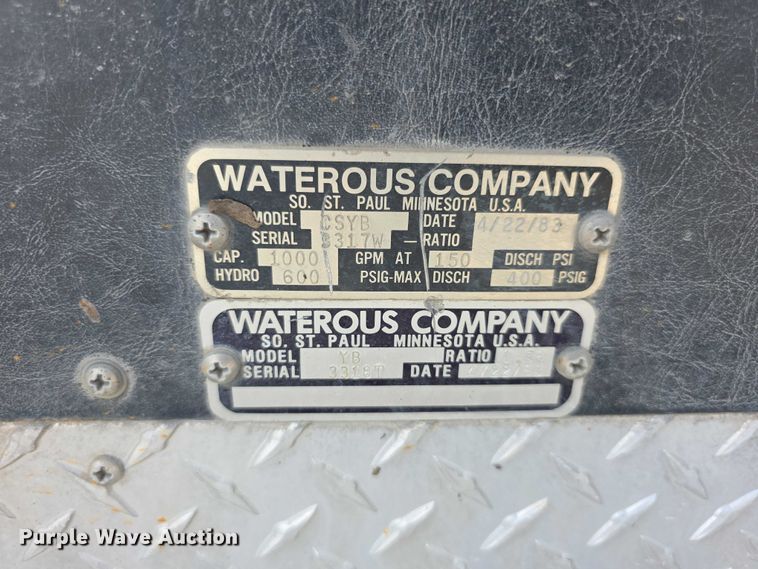 WATEROUS COMPANY
SO. ST. PAUL MINNESOTA U.S.A.
MODEL CSYB DATE 4/22/83
SERIAL 3317W - RATIO
CAP. 1000 GPM AT 150 DISCH PSI
HYDRO 600 PSIG-MAX DISCH 400 PSIG
WATEROUS COMPANY
SO. ST. PAUL MINNESOTA U.S.A.
MODEL YB RATIO
SERIAL 3318T DATE
Purple Wave Auction